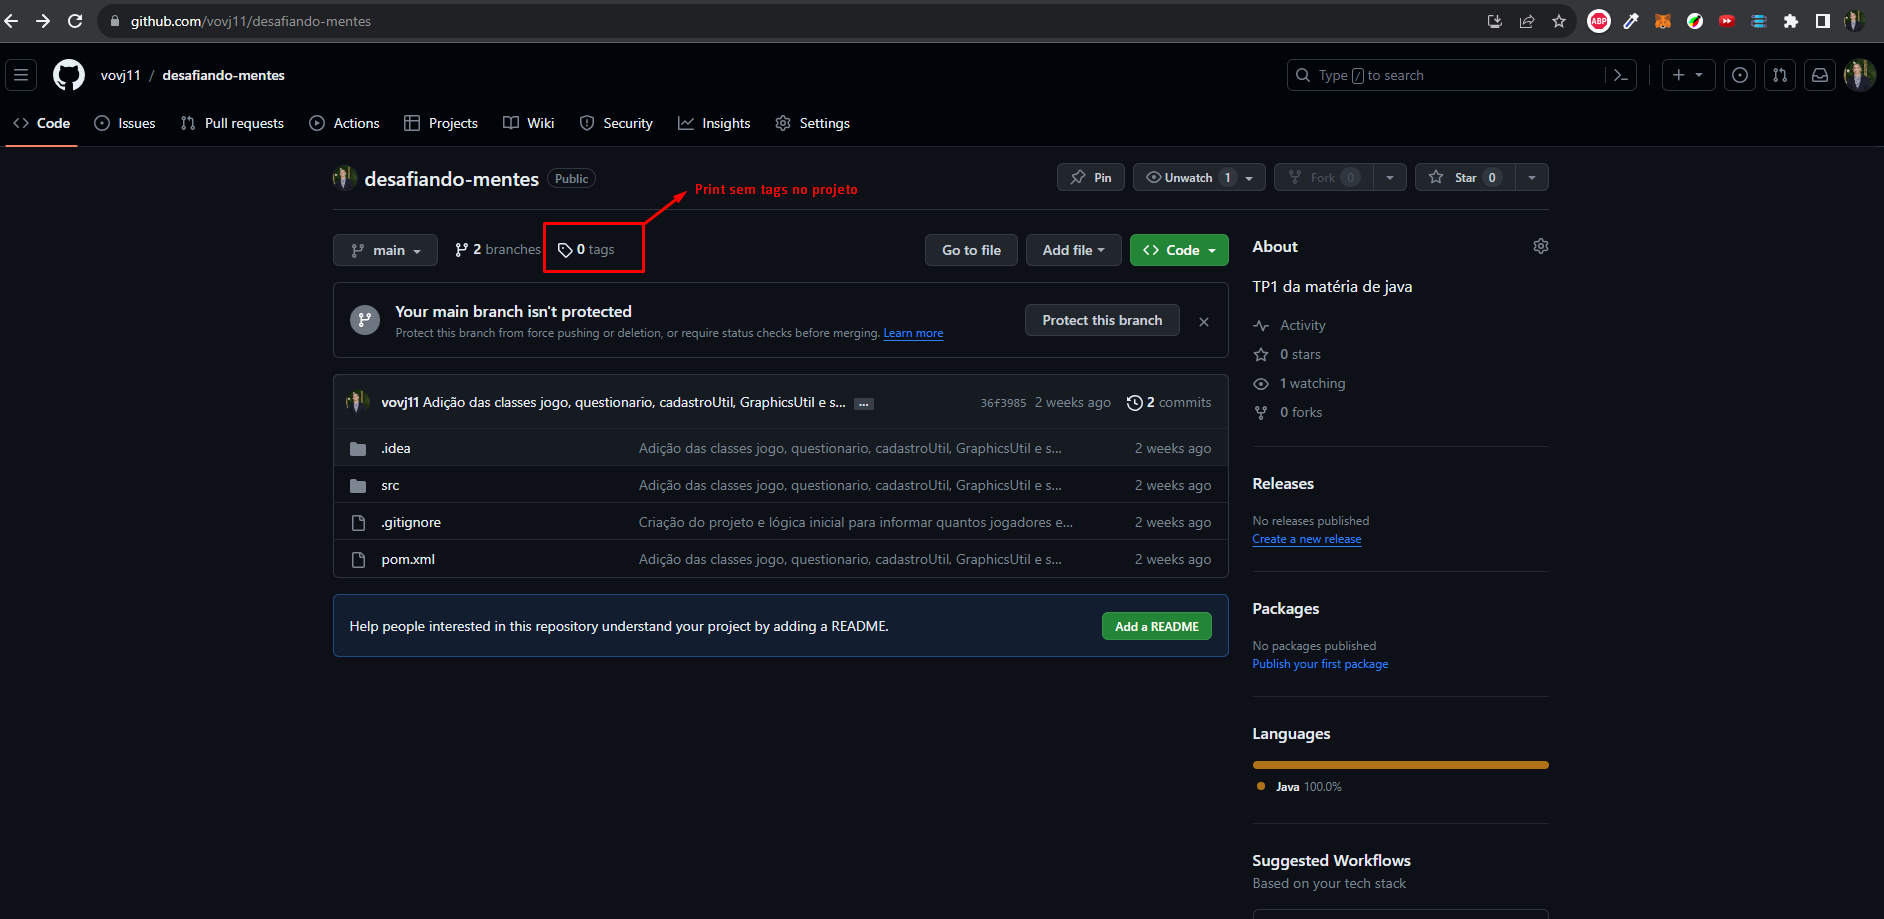 github.com/vovj11/desafiando-mentes
ABP
vovj11 / desafiando-mentes
Type / to search
Code Issues Pull requests Actions Projects Wiki Security Insights Settings
desafiando-mentes Public
Pin Unwatch 1 Fork 0 Star 0
Print sem tags no projeto
main 2 branches 0 tags Go to file Add file Code
Your main branch isn't protected
Protect this branch from force pushing or deletion, or require status checks before merging. Learn more
Protect this branch
vovj11 Adição das classes jogo, questionario, cadastroUtil, GraphicsUtil e s... ... 36f3985 2 weeks ago 2 commits
.idea Adição das classes jogo, questionario, cadastroUtil, GraphicsUtil e s... 2 weeks ago
src Adição das classes jogo, questionario, cadastroUtil, GraphicsUtil e s... 2 weeks ago
.gitignore Criação do projeto e lógica inicial para informar quantos jogadores e... 2 weeks ago
pom.xml Adição das classes jogo, questionario, cadastroUtil, GraphicsUtil e s... 2 weeks ago
Help people interested in this repository understand your project by adding a README.
Add a README
About
TP1 da matéria de java
Activity
0 stars
1 watching
0 forks
Releases
No releases published
Create a new release
Packages
No packages published
Publish your first package
Languages
Java 100.0%
Suggested Workflows
Based on your tech stack